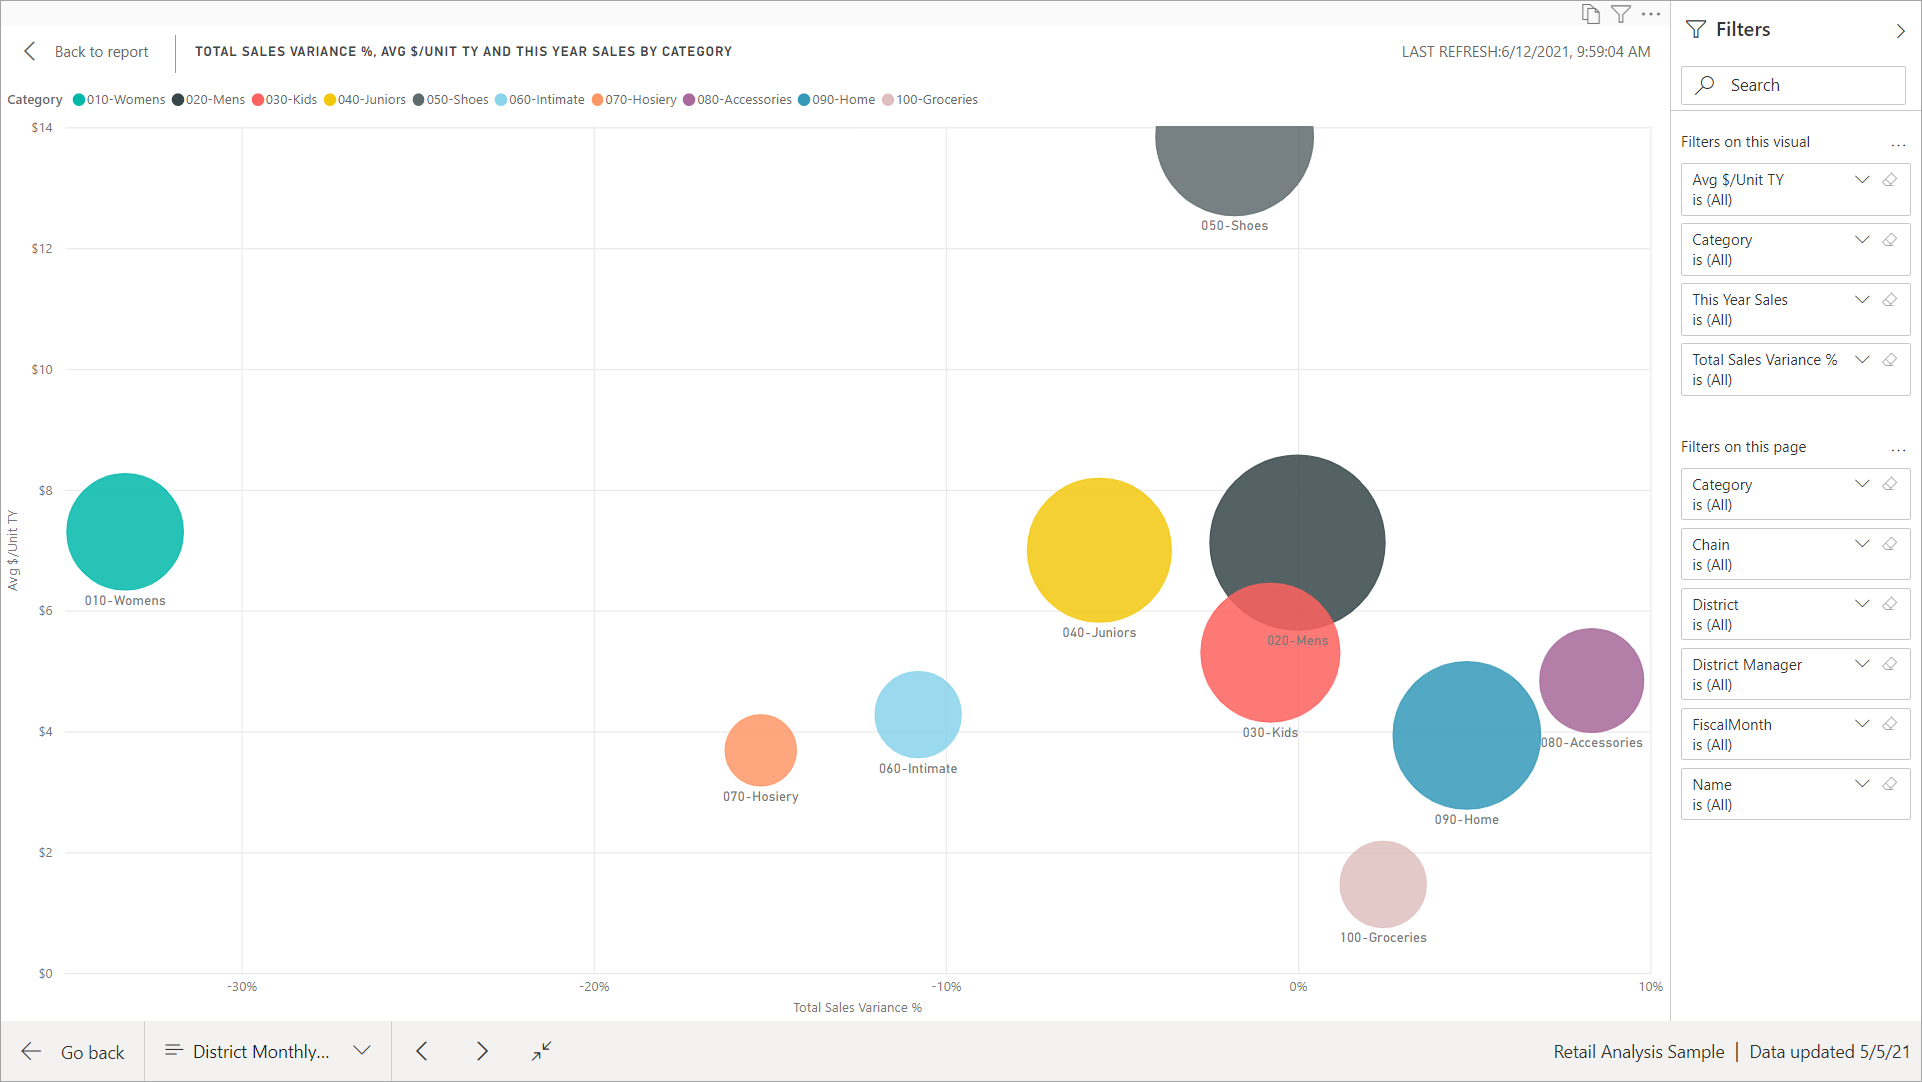 Back to report
TOTAL SALES VARIANCE %, AVG $/UNIT TY AND THIS YEAR SALES BY CATEGORY
LAST REFRESH:6/12/2021, 9:59:04 AM
Category 010-Womens 020-Mens 030-Kids 040-Juniors 050-Shoes 060-Intimate 070-Hosiery 080-Accessories 090-Home 100-Groceries
$14
$12
$10
$8
$6
$4
$2
$0
Avg $/Unit TY
050-Shoes
010-Womens
040-Juniors
020-Mens
030-Kids
080-Accessories
060-Intimate
070-Hosiery
090-Home
100-Groceries
-30%
-20%
-10%
0%
10%
Total Sales Variance %
Filters
Search
Filters on this visual
...
Avg $/Unit TY
is (All)
Category
is (All)
This Year Sales
is (All)
Total Sales Variance %
is (All)
Filters on this page
...
Category
is (All)
Chain
is (All)
District
is (All)
District Manager
is (All)
FiscalMonth
is (All)
Name
is (All)
Go back
District Monthly...
Retail Analysis Sample | Data updated 5/5/21